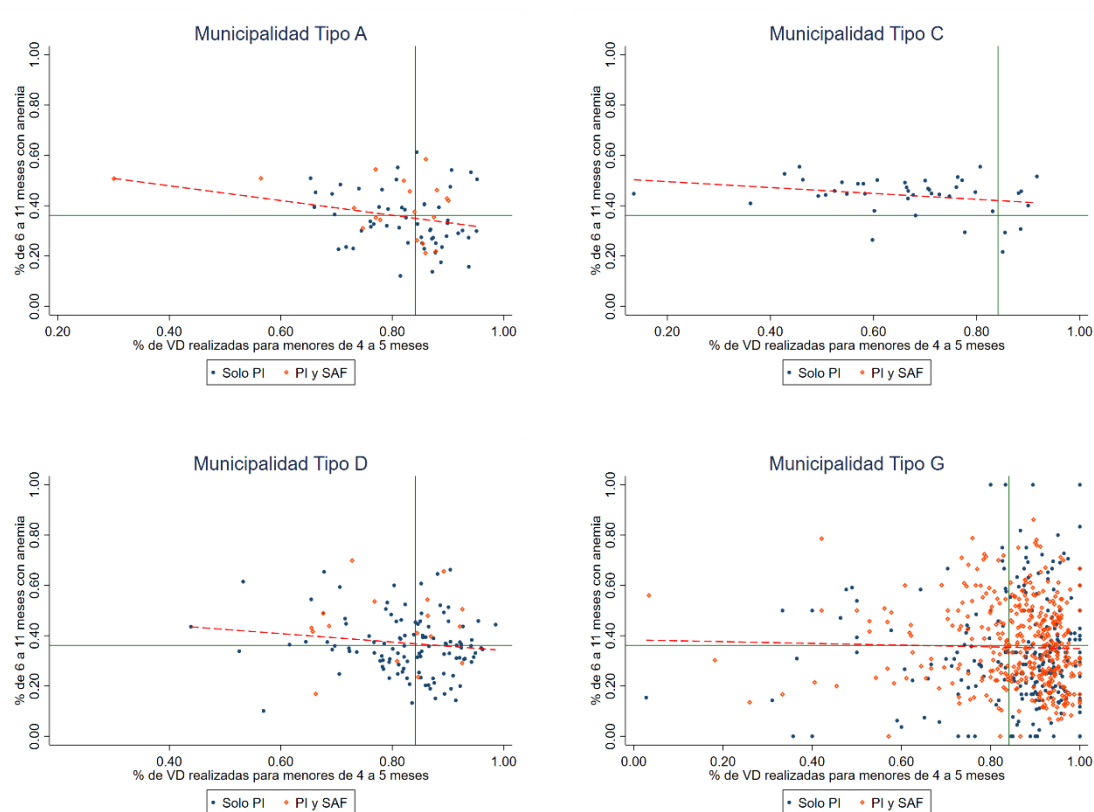 Municipalidad Tipo A
% de 6 a 11 meses con anemia
1.00
0.80
0.60
0.40
0.20
0.00
0.20 0.40 0.60 0.80 1.00
% de VD realizadas para menores de 4 a 5 meses
Solo PI PI y SAF
Municipalidad Tipo C
% de 6 a 11 meses con anemia
1.00
0.80
0.60
0.40
0.20
0.00
0.20 0.40 0.60 0.80 1.00
% de VD realizadas para menores de 4 a 5 meses
Solo PI PI y SAF
Municipalidad Tipo D
% de 6 a 11 meses con anemia
1.00
0.80
0.60
0.40
0.20
0.00
0.20 0.40 0.60 0.80 1.00
% de VD realizadas para menores de 4 a 5 meses
Solo PI PI y SAF
Municipalidad Tipo G
% de 6 a 11 meses con anemia
1.00
0.80
0.60
0.40
0.20
0.00
0.00 0.20 0.40 0.60 0.80 1.00
% de VD realizadas para menores de 4 a 5 meses
Solo PI PI y SAF